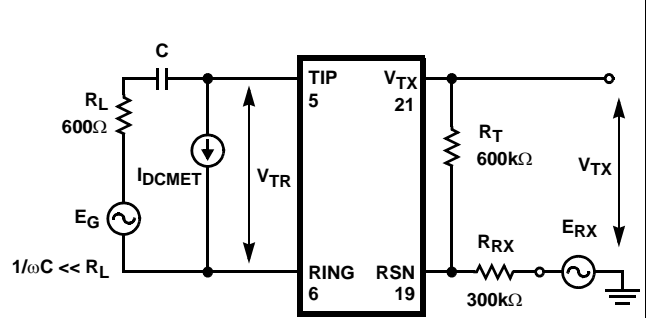 C
R_L
600Ω
E_G
1/ωC << R_L
I_DCMET
V_TR
TIP
5
RING
6
V_TX
21
RSN
19
R_T
600kΩ
R_RX
300kΩ
E_RX
V_TX